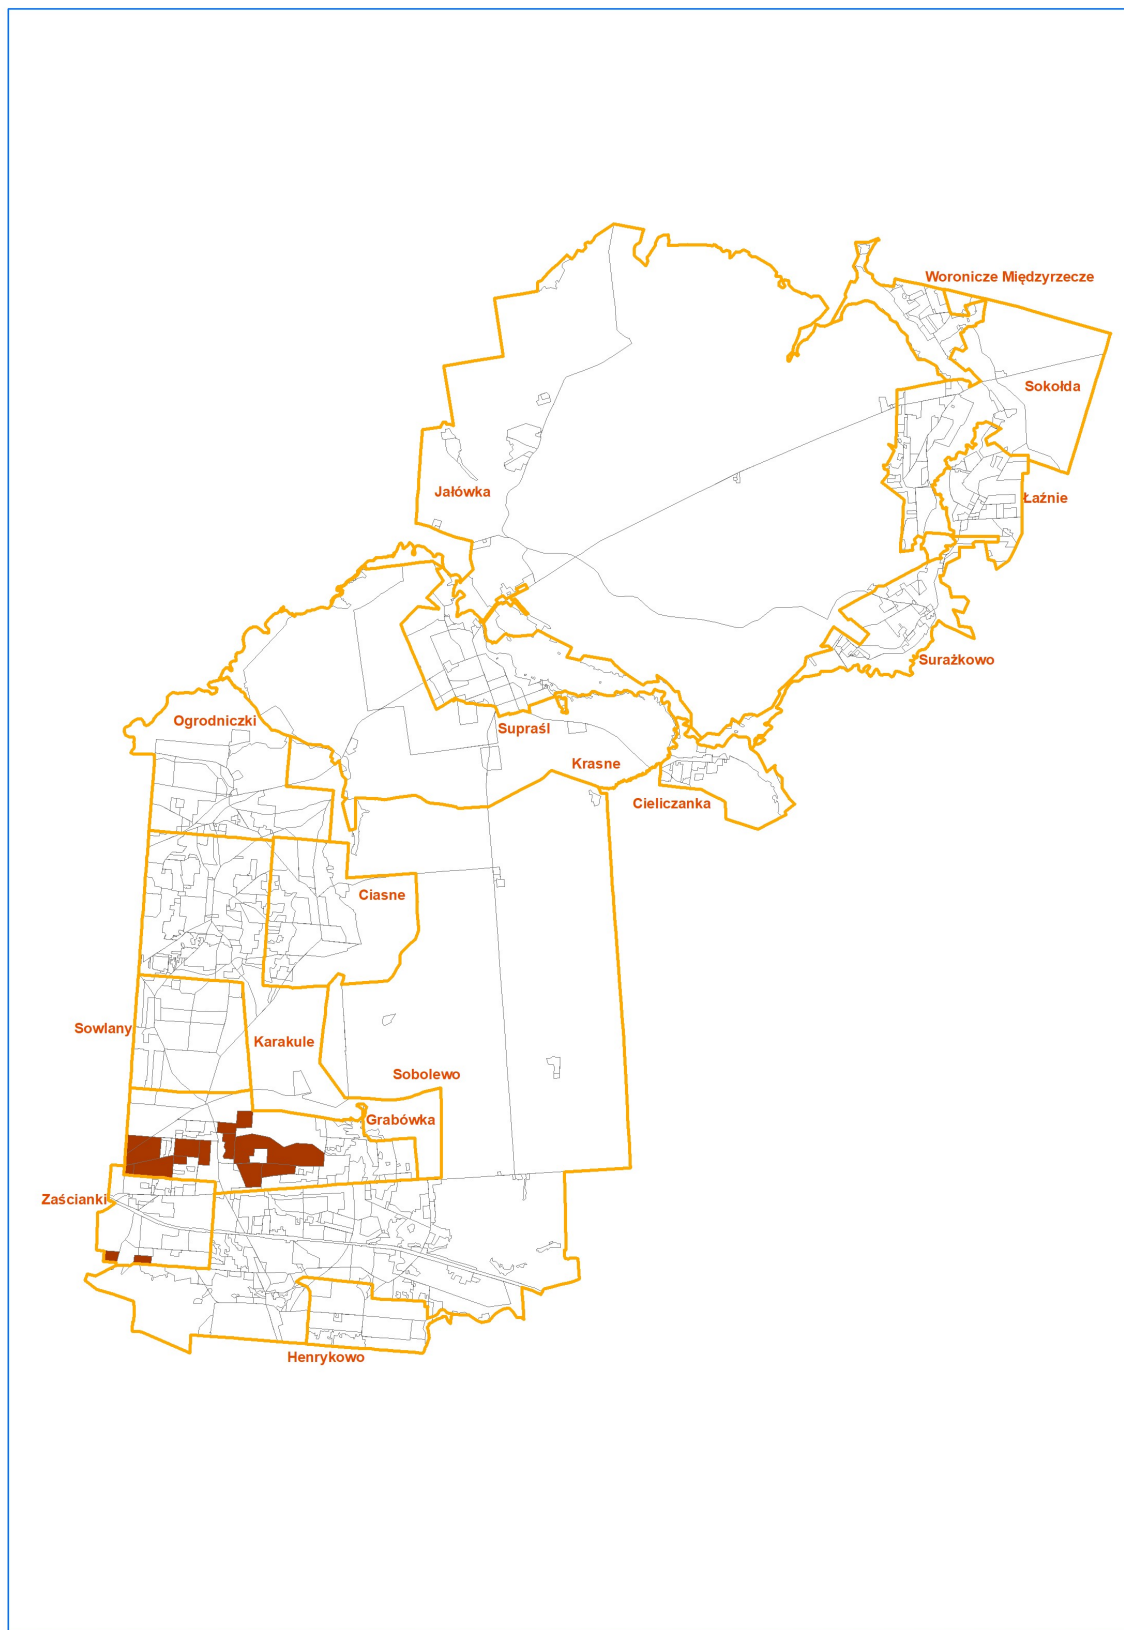 Woronicze Międzyrzecze
Sokołda
Jałówka
Łaźnie
Surażkowo
Ogrodniczki
Supraśl
Krasne
Cieliczanka
Ciasne
Sowlany
Karakule
Sobolewo
Grabówka
Zaścianki
Henrykowo